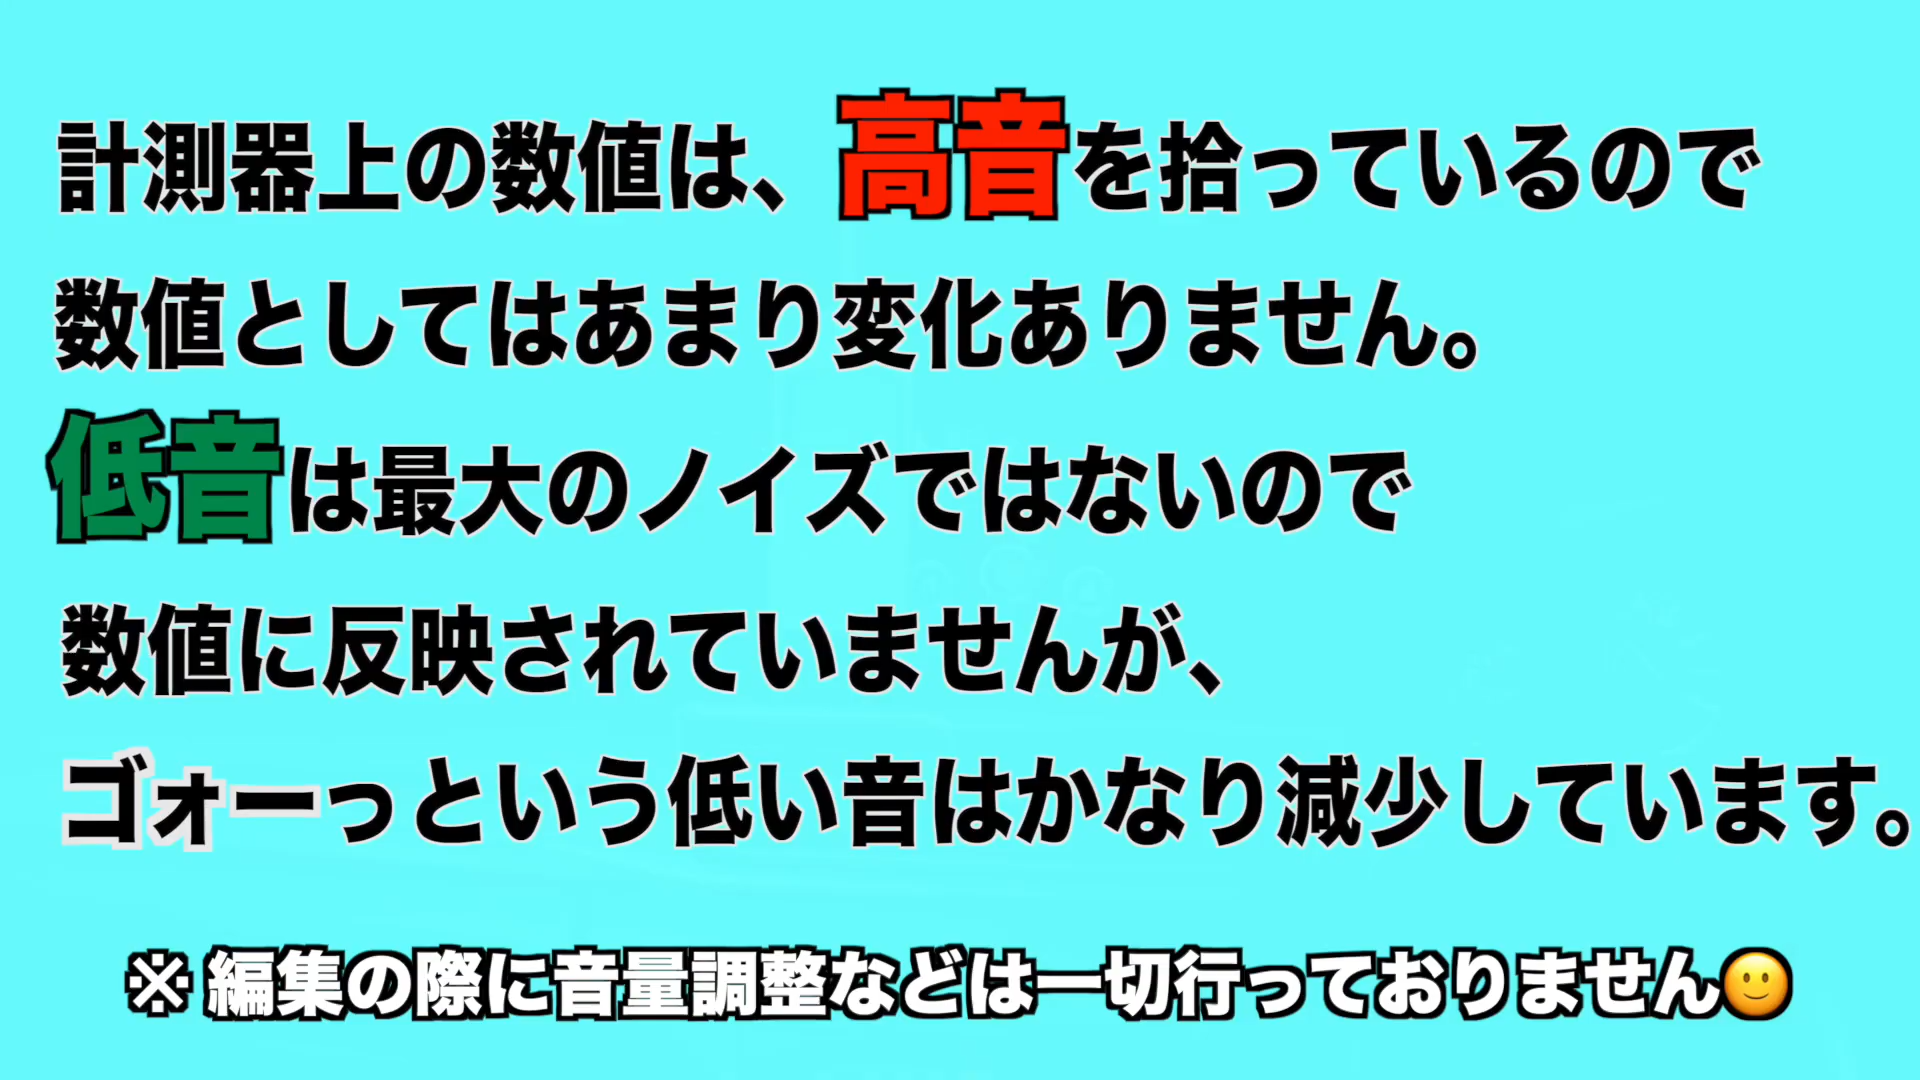 計測器上の数値は、高音を拾っているので
数値としてはあまり変化ありません。
低音は最大のノイズではないので
数値に反映されていませんが、
ゴォーっという低い音はかなり減少しています。
※編集の際に音量調整などは一切行っておりません🙂